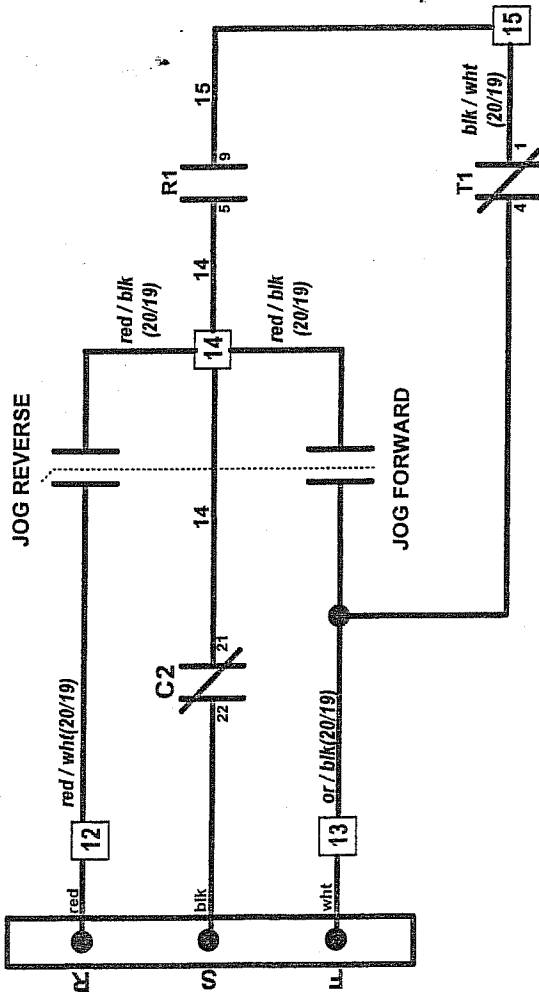 JOG REVERSE
red
12
red / wht(20/19)
red / blk
(20/19)
R
blk
22
C2
21
14
14
14
5
R1
9
15
S
wht
13
or / blk(20/19)
JOG FORWARD
red / blk
(20/19)
F
4
T1
1
blk / wht
(20/19)
15